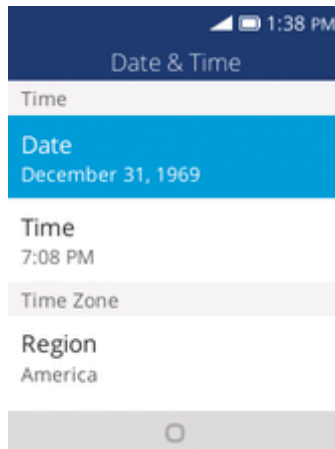 1:38 PM
Date & Time
Time
Date
December 31, 1969
Time
7:08 PM
Time Zone
Region
America